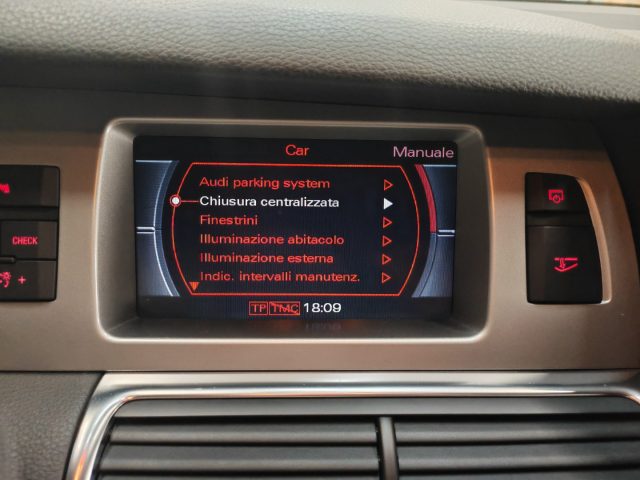 Car
Manuale
Audi parking system
Chiusura centralizzata
Finestrini
Illuminazione abitacolo
Illuminazione esterna
Indic. intervalli manutenz.
TP TMC 18:09
CHECK
+